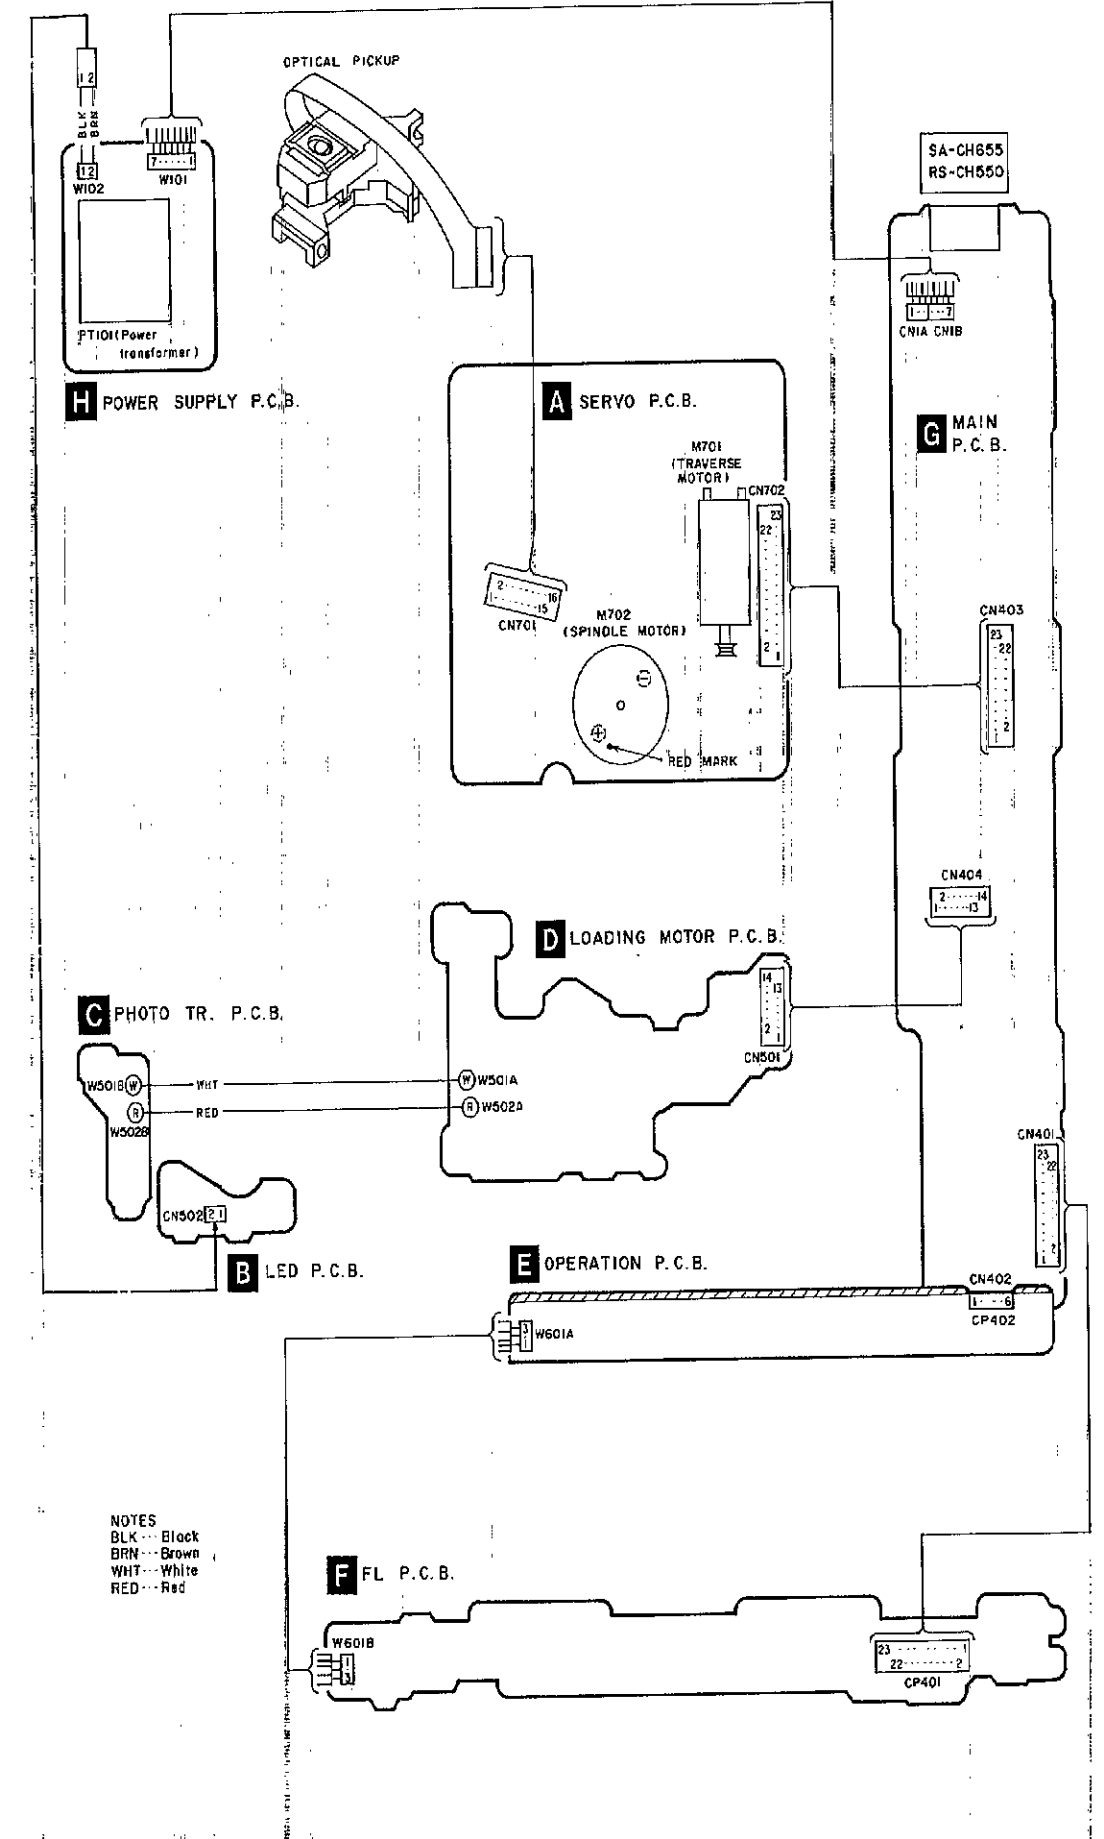 OPTICAL PICKUP
1 2
BLK
BRN
7·····1
W101
12
W102
PT101(Power
transformer)
H POWER SUPPLY P.C.B.
SA-CH655
RS-CH550
1···7
CN1A CN1B
A SERVO P.C.B.
G MAIN
P.C.B.
M701
(TRAVERSE
MOTOR)
CN702
23
22
2
1
2·······16
1·······15
CN701
M702
(SPINDLE MOTOR)
RED MARK
CN403
23
22
2
1
CN404
2······14
1······13
D LOADING MOTOR P.C.B.
14
13
2
1
CN501
C PHOTO TR. P.C.B.
W501B W WHT W W501A
R RED R W502A
W502B
CN401
23
22
2
1
CN502 21
B LED P.C.B.
E OPERATION P.C.B.
CN402
1····6
CP402
3
1
W601A
NOTES
BLK···Black
BRN···Brown
WHT···White
RED···Red
F FL P.C.B.
W601B
1
3
23·········1
22·········2
CP401